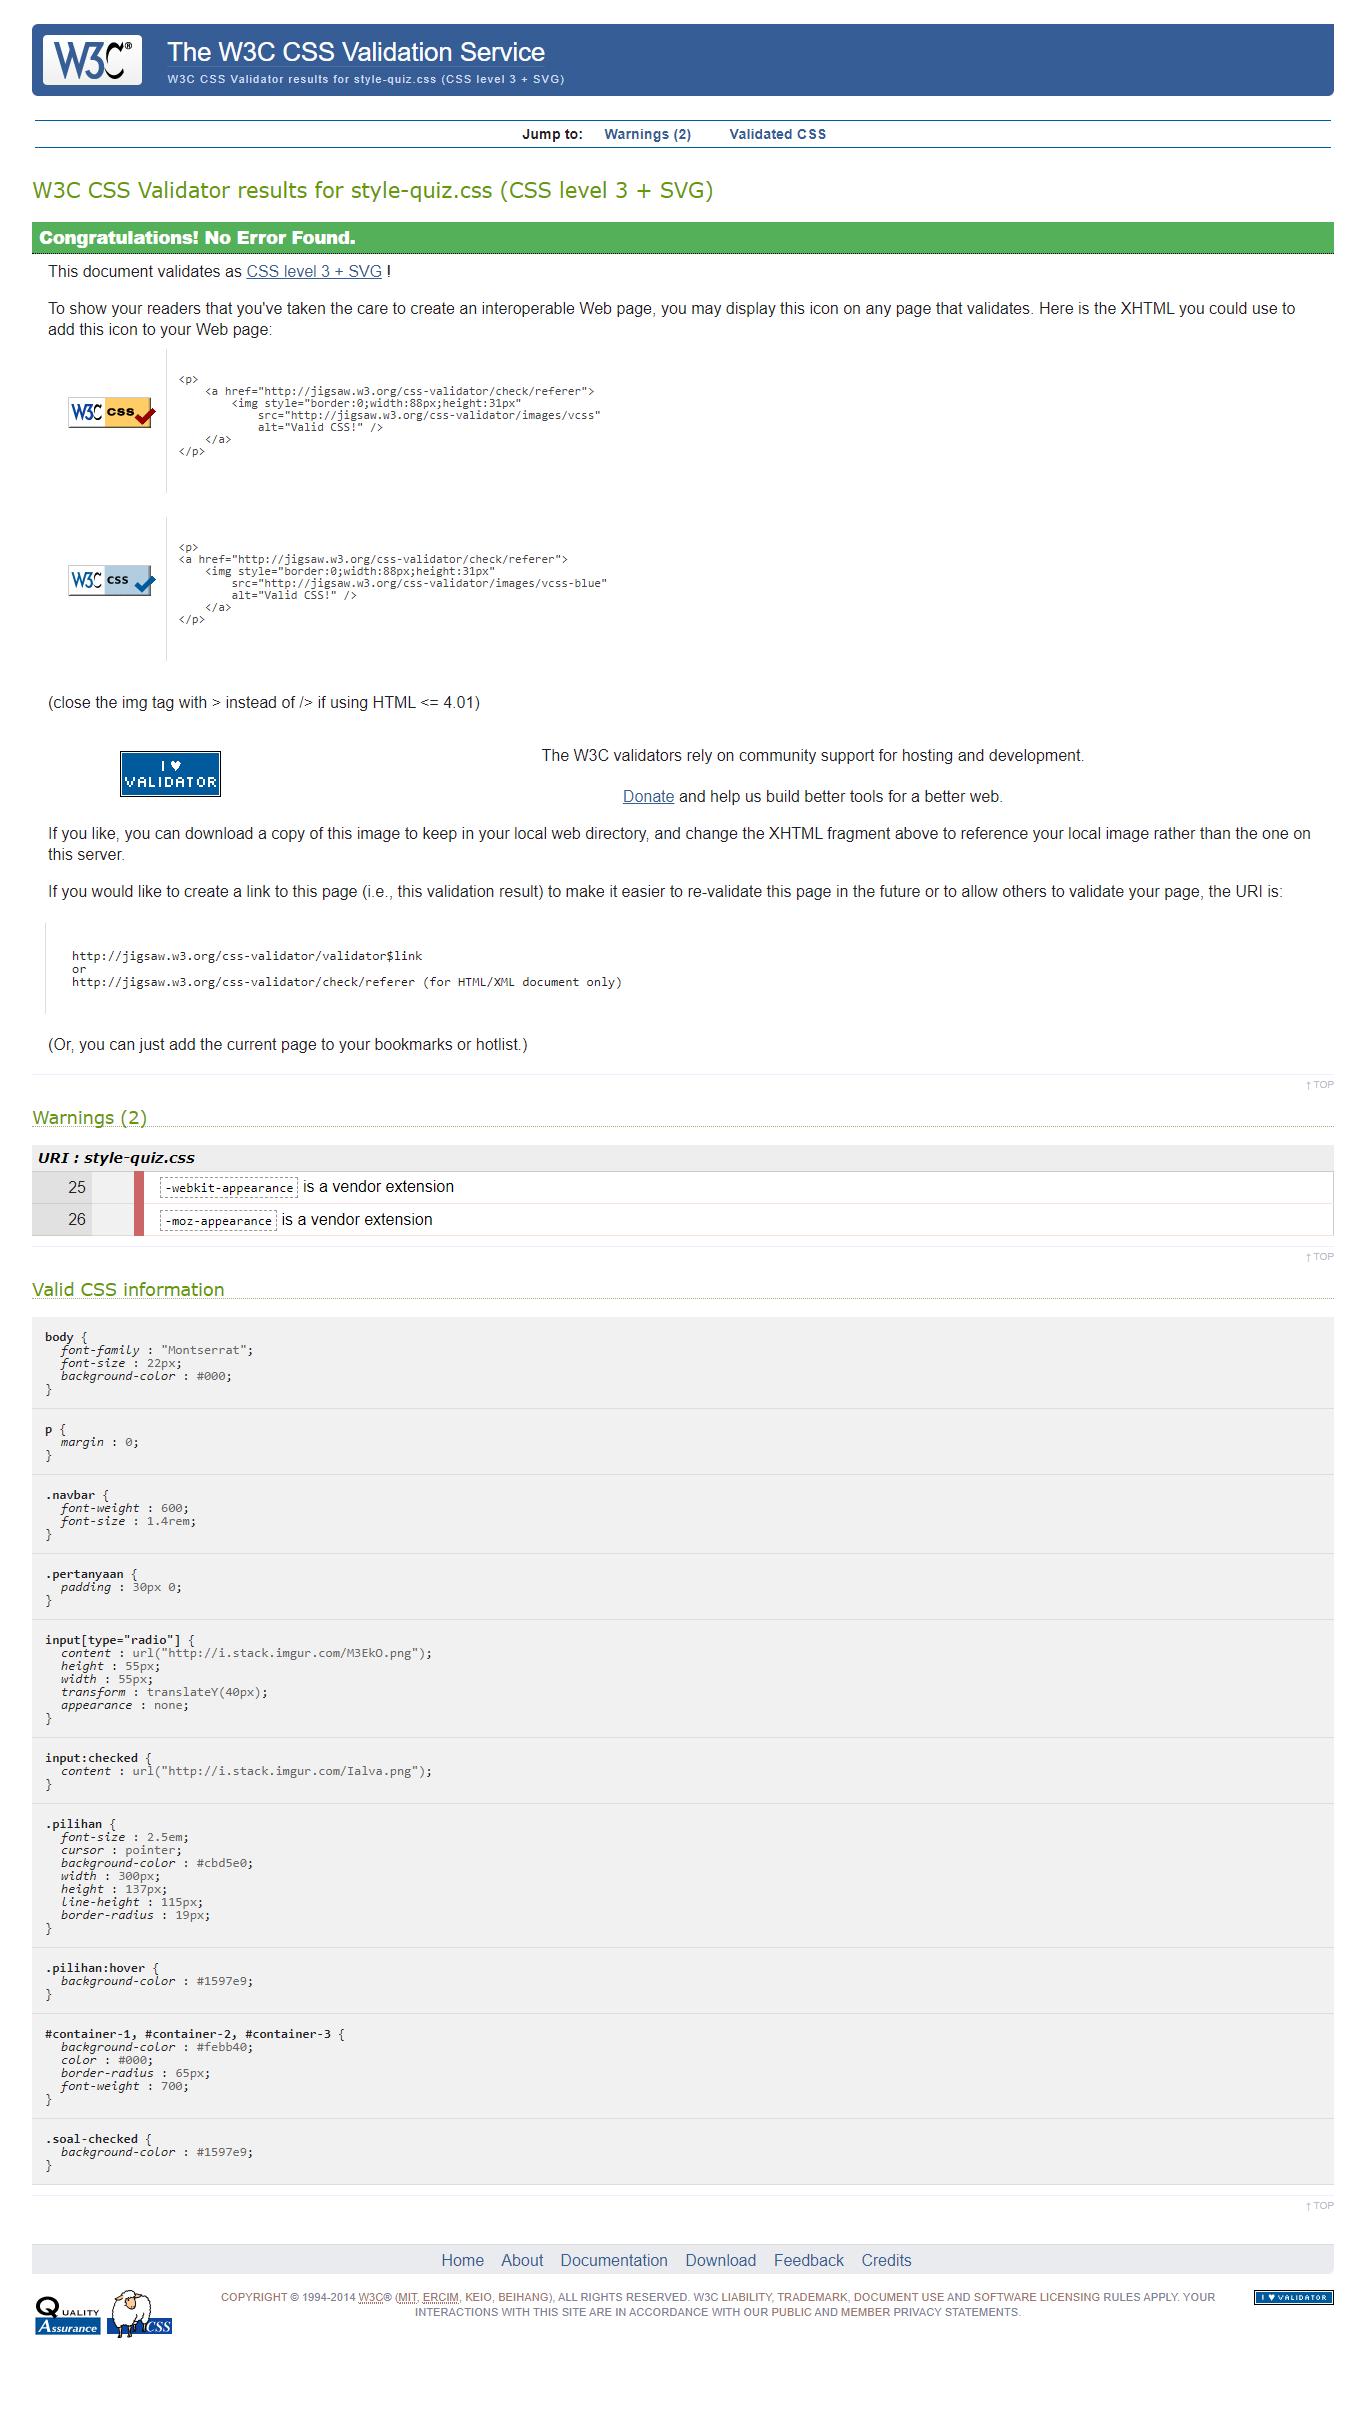 W3C®
The W3C CSS Validation Service
W3C CSS Validator results for style-quiz.css (CSS level 3 + SVG)
Jump to: Warnings (2) Validated CSS
W3C CSS Validator results for style-quiz.css (CSS level 3 + SVG)
Congratulations! No Error Found.
This document validates as CSS level 3 + SVG !
To show your readers that you've taken the care to create an interoperable Web page, you may display this icon on any page that validates. Here is the XHTML you could use to
add this icon to your Web page:
W3C css
<p>
    <a href="http://jigsaw.w3.org/css-validator/check/referer">
        <img style="border:0;width:88px;height:31px"
            src="http://jigsaw.w3.org/css-validator/images/vcss"
            alt="Valid CSS!" />
    </a>
</p>
W3C css
<p>
<a href="http://jigsaw.w3.org/css-validator/check/referer">
    <img style="border:0;width:88px;height:31px"
        src="http://jigsaw.w3.org/css-validator/images/vcss-blue"
        alt="Valid CSS!" />
    </a>
</p>
(close the img tag with > instead of /> if using HTML <= 4.01)
I ♥
VALIDATOR
The W3C validators rely on community support for hosting and development.
Donate and help us build better tools for a better web.
If you like, you can download a copy of this image to keep in your local web directory, and change the XHTML fragment above to reference your local image rather than the one on
this server.
If you would like to create a link to this page (i.e., this validation result) to make it easier to re-validate this page in the future or to allow others to validate your page, the URI is:
http://jigsaw.w3.org/css-validator/validator$link
or
http://jigsaw.w3.org/css-validator/check/referer (for HTML/XML document only)
(Or, you can just add the current page to your bookmarks or hotlist.)
↑ TOP
Warnings (2)
URI : style-quiz.css
25 -webkit-appearance is a vendor extension
26 -moz-appearance is a vendor extension
↑ TOP
Valid CSS information
body {
  font-family : "Montserrat";
  font-size : 22px;
  background-color : #000;
}
p {
  margin : 0;
}
.navbar {
  font-weight : 600;
  font-size : 1.4rem;
}
.pertanyaan {
  padding : 30px 0;
}
input[type="radio"] {
  content : url("http://i.stack.imgur.com/M3EkO.png");
  height : 55px;
  width : 55px;
  transform : translateY(40px);
  appearance : none;
}
input:checked {
  content : url("http://i.stack.imgur.com/Ialva.png");
}
.pilihan {
  font-size : 2.5em;
  cursor : pointer;
  background-color : #cbd5e0;
  width : 300px;
  height : 137px;
  line-height : 115px;
  border-radius : 19px;
}
.pilihan:hover {
  background-color : #1597e9;
}
#container-1, #container-2, #container-3 {
  background-color : #febb40;
  color : #000;
  border-radius : 65px;
  font-weight : 700;
}
.soal-checked {
  background-color : #1597e9;
}
↑ TOP
Home About Documentation Download Feedback Credits
QUALITY
Assurance
CSS
COPYRIGHT © 1994-2014 W3C® (MIT, ERCIM, KEIO, BEIHANG), ALL RIGHTS RESERVED. W3C LIABILITY, TRADEMARK, DOCUMENT USE AND SOFTWARE LICENSING RULES APPLY. YOUR
INTERACTIONS WITH THIS SITE ARE IN ACCORDANCE WITH OUR PUBLIC AND MEMBER PRIVACY STATEMENTS.
I ♥ VALIDATOR